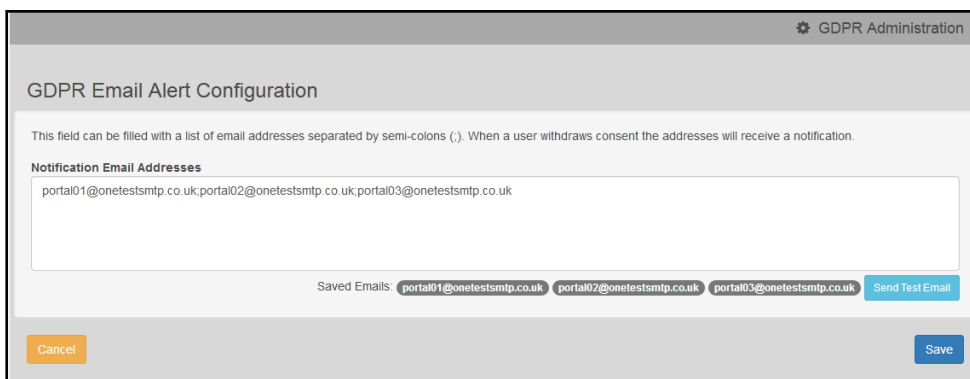 GDPR Administration
GDPR Email Alert Configuration
This field can be filled with a list of email addresses separated by semi-colons (;). When a user withdraws consent the addresses will receive a notification.
Notification Email Addresses
portal01@onetestsmtp.co.uk;portal02@onetestsmtp.co.uk;portal03@onetestsmtp.co.uk
Saved Emails: portal01@onetestsmtp.co.uk portal02@onetestsmtp.co.uk portal03@onetestsmtp.co.uk Send Test Email
Cancel Save